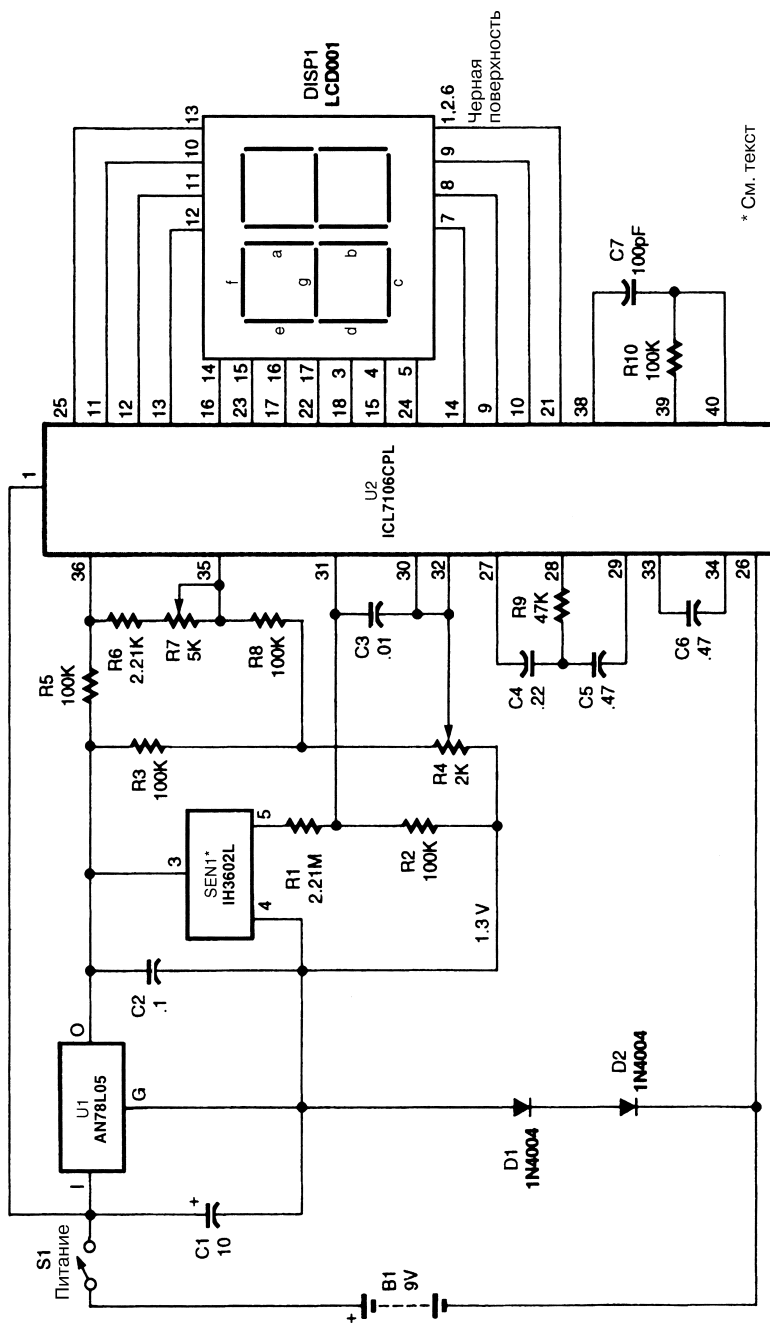 S1
Питание
+
B1
9V
C1
10
+
I
U1
AN78L05
O
G
C2
.1
D1
1N4004
D2
1N4004
1.3 V
3
SEN1*
IH3602L
4
5
R1
2.21M
R2
100K
R3
100K
R4
2K
R5
100K
R6
2.21K
R7
5K
R8
100K
C3
.01
C4
.22
C5
.47
R9
47K
C6
.47
1
U2
ICL7106CPL
36
35
31
30
32
27
28
29
33
34
26
25
11
12
13
16
23
17
22
18
15
24
14
9
10
21
38
39
40
14
15
16
17
3
4
5
13
10
11
12
DISP1
LCD001
f
a
g
b
e
d
c
7
8
9
1.2.6
Черная
поверхность
C7
100pF
R10
100K
* См. текст